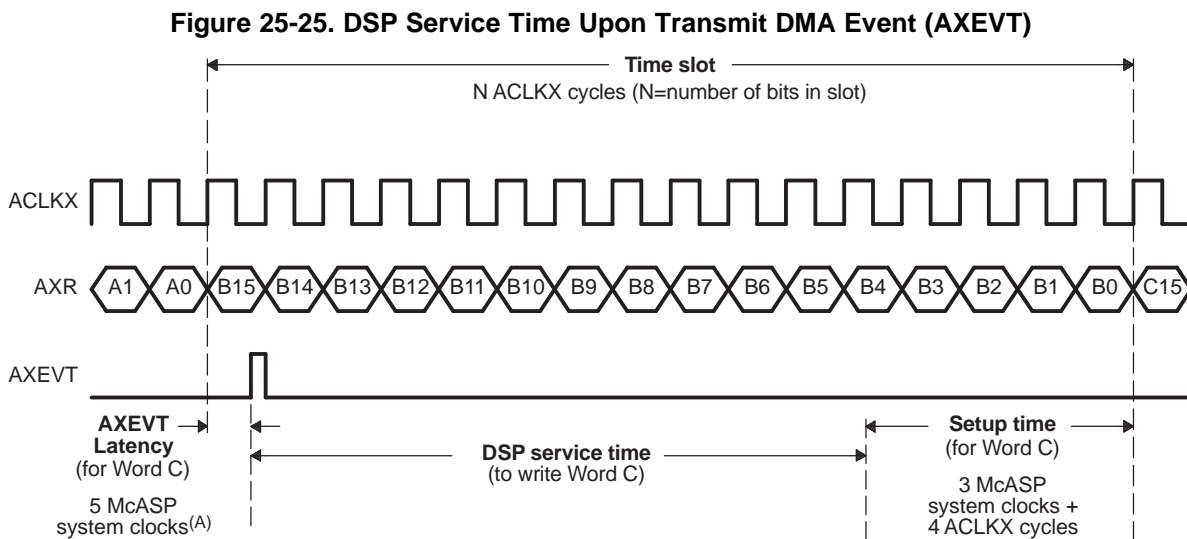 Figure 25-25. DSP Service Time Upon Transmit DMA Event (AXEVT)
Time slot
N ACLKX cycles (N=number of bits in slot)
ACLKX
AXR A1 A0 B15 B14 B13 B12 B11 B10 B9 B8 B7 B6 B5 B4 B3 B2 B1 B0 C15
AXEVT
AXEVT
Latency
(for Word C)
5 McASP
system clocks(A)
DSP service time
(to write Word C)
Setup time
(for Word C)
3 McASP
system clocks +
4 ACLKX cycles